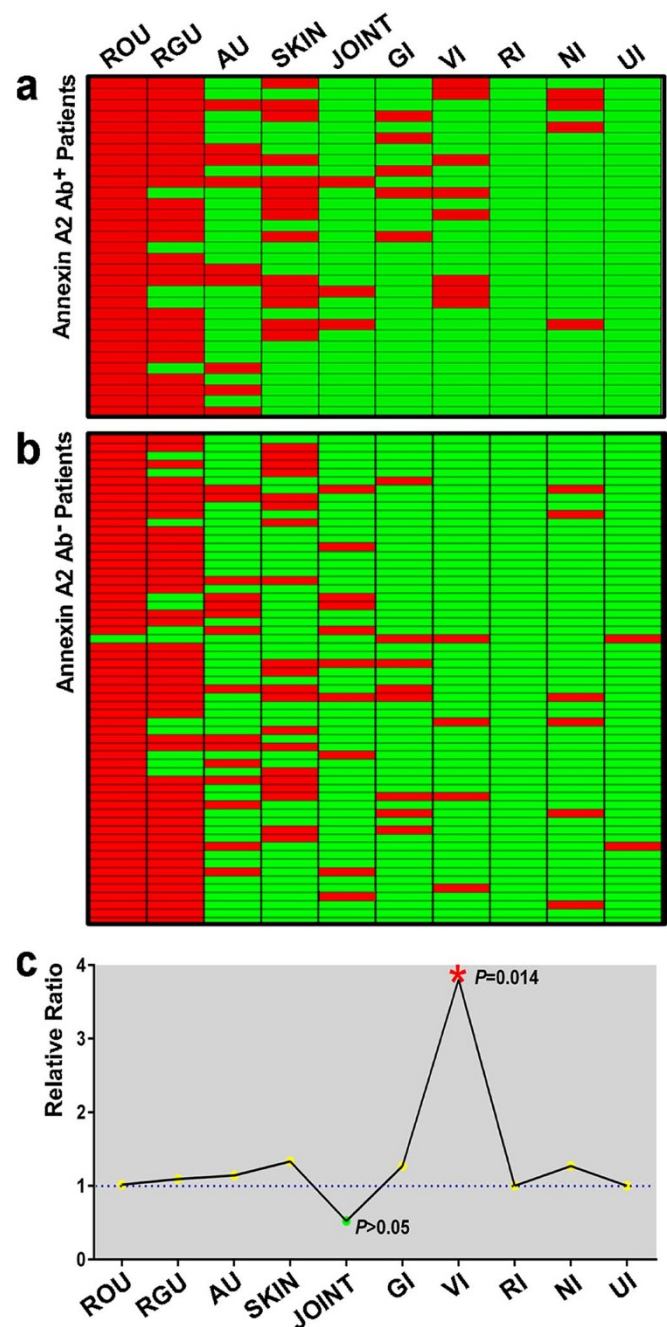 ROU RGU AU SKIN JOINT GI VI RI NI UI
a
Annexin A2 Ab⁺ Patients
b
Annexin A2 Ab⁻ Patients
c
Relative Ratio
4
3
2
1
0
*
P=0.014
P>0.05
ROU RGU AU SKIN JOINT GI VI RI NI UI